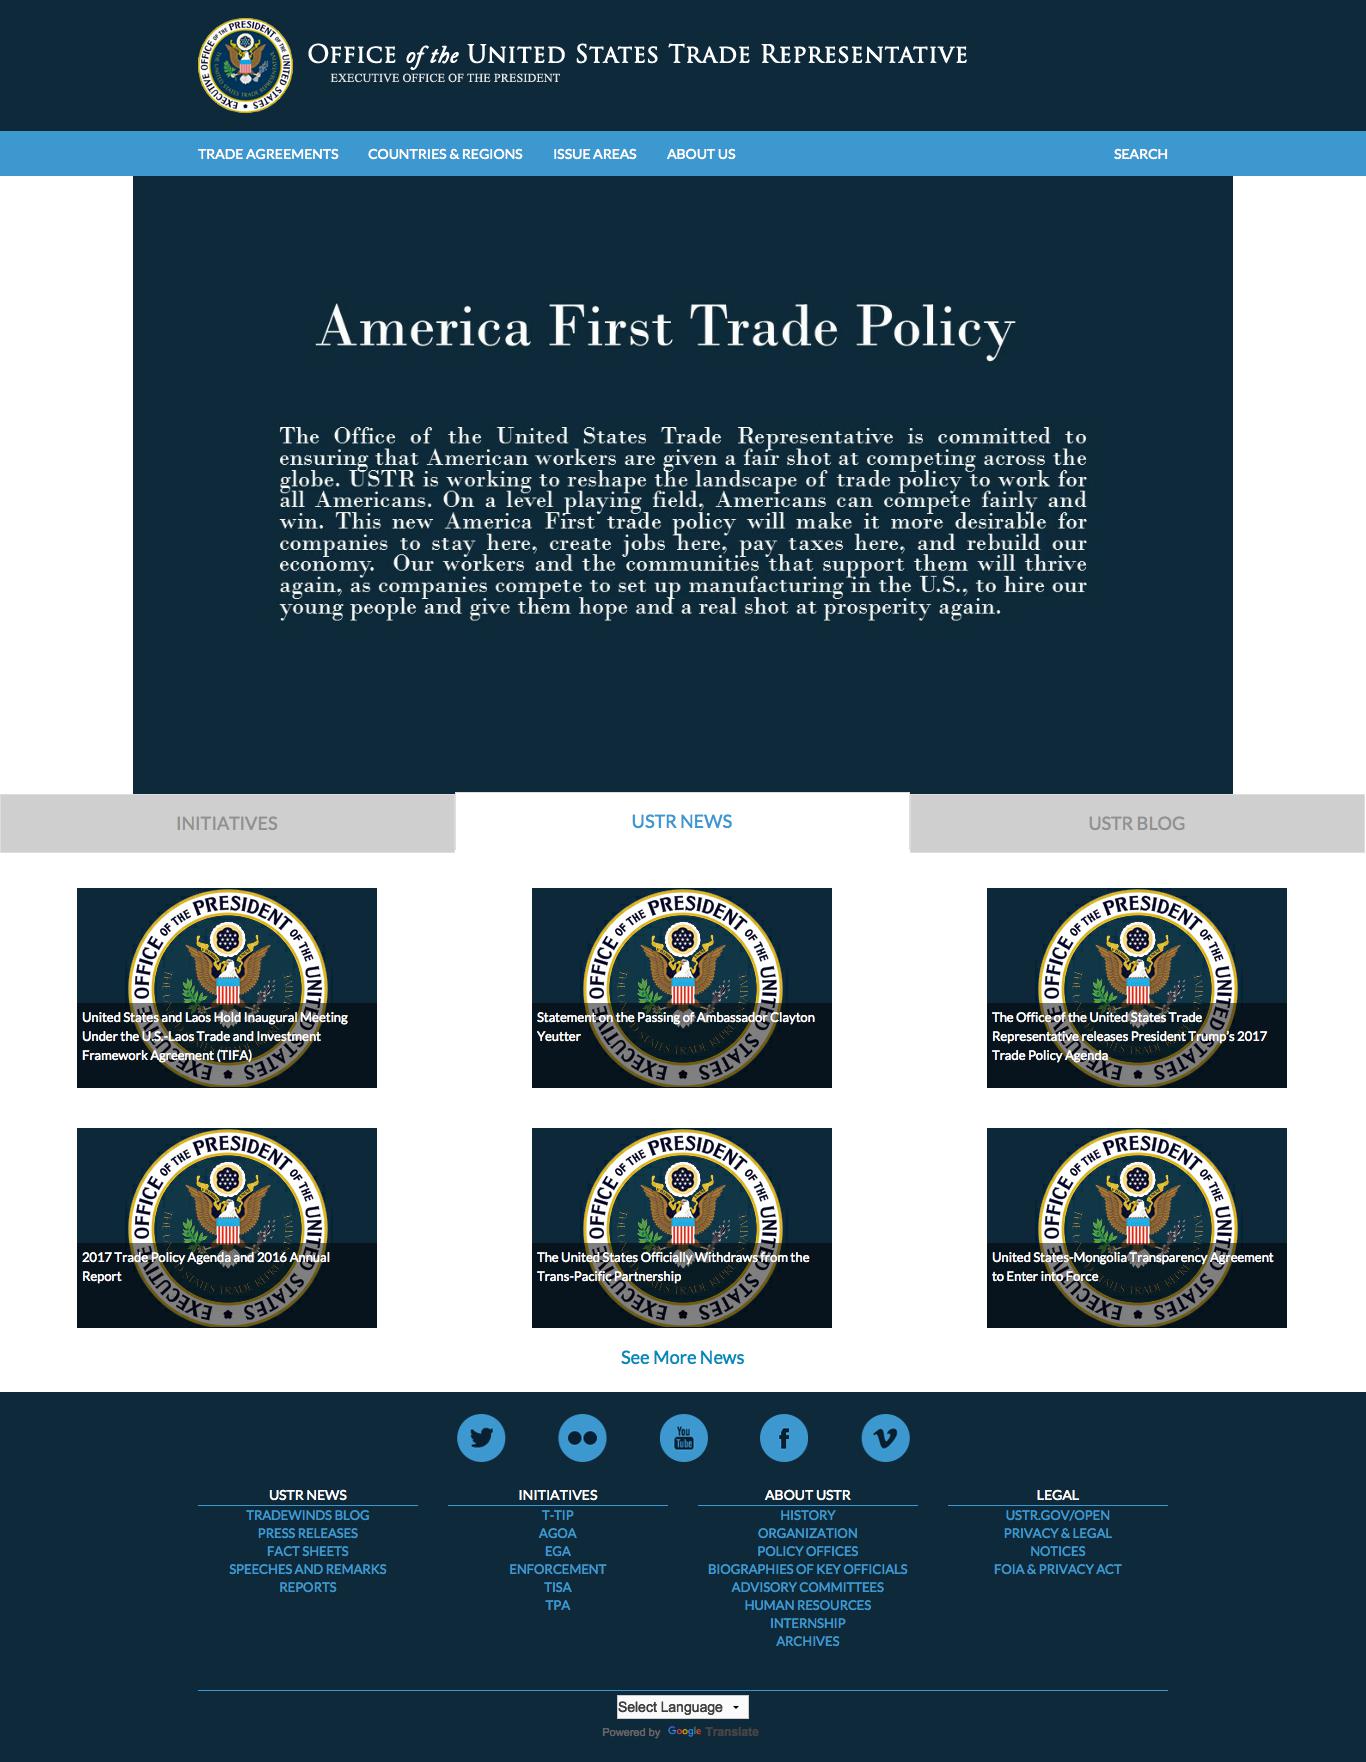 OFFICE of the UNITED STATES TRADE REPRESENTATIVE
EXECUTIVE OFFICE OF THE PRESIDENT
TRADE AGREEMENTS COUNTRIES & REGIONS ISSUE AREAS ABOUT US SEARCH
America First Trade Policy
The Office of the United States Trade Representative is committed to
ensuring that American workers are given a fair shot at competing across the
globe. USTR is working to reshape the landscape of trade policy to work for
all Americans. On a level playing field, Americans can compete fairly and
win. This new America First trade policy will make it more desirable for
companies to stay here, create jobs here, pay taxes here, and rebuild our
economy. Our workers and the communities that support them will thrive
again, as companies compete to set up manufacturing in the U.S., to hire our
young people and give them hope and a real shot at prosperity again.
INITIATIVES USTR NEWS USTR BLOG
United States and Laos Hold Inaugural Meeting
Under the U.S.-Laos Trade and Investment
Framework Agreement (TIFA)
Statement on the Passing of Ambassador Clayton
Yeutter
The Office of the United States Trade
Representative releases President Trump's 2017
Trade Policy Agenda
2017 Trade Policy Agenda and 2016 Annual
Report
The United States Officially Withdraws from the
Trans-Pacific Partnership
United States-Mongolia Transparency Agreement
to Enter into Force
See More News
You
Tube
USTR NEWS
TRADEWINDS BLOG
PRESS RELEASES
FACT SHEETS
SPEECHES AND REMARKS
REPORTS
INITIATIVES
T-TIP
AGOA
EGA
ENFORCEMENT
TISA
TPA
ABOUT USTR
HISTORY
ORGANIZATION
POLICY OFFICES
BIOGRAPHIES OF KEY OFFICIALS
ADVISORY COMMITTEES
HUMAN RESOURCES
INTERNSHIP
ARCHIVES
LEGAL
USTR.GOV/OPEN
PRIVACY & LEGAL
NOTICES
FOIA & PRIVACY ACT
Select Language
Powered by Google Translate